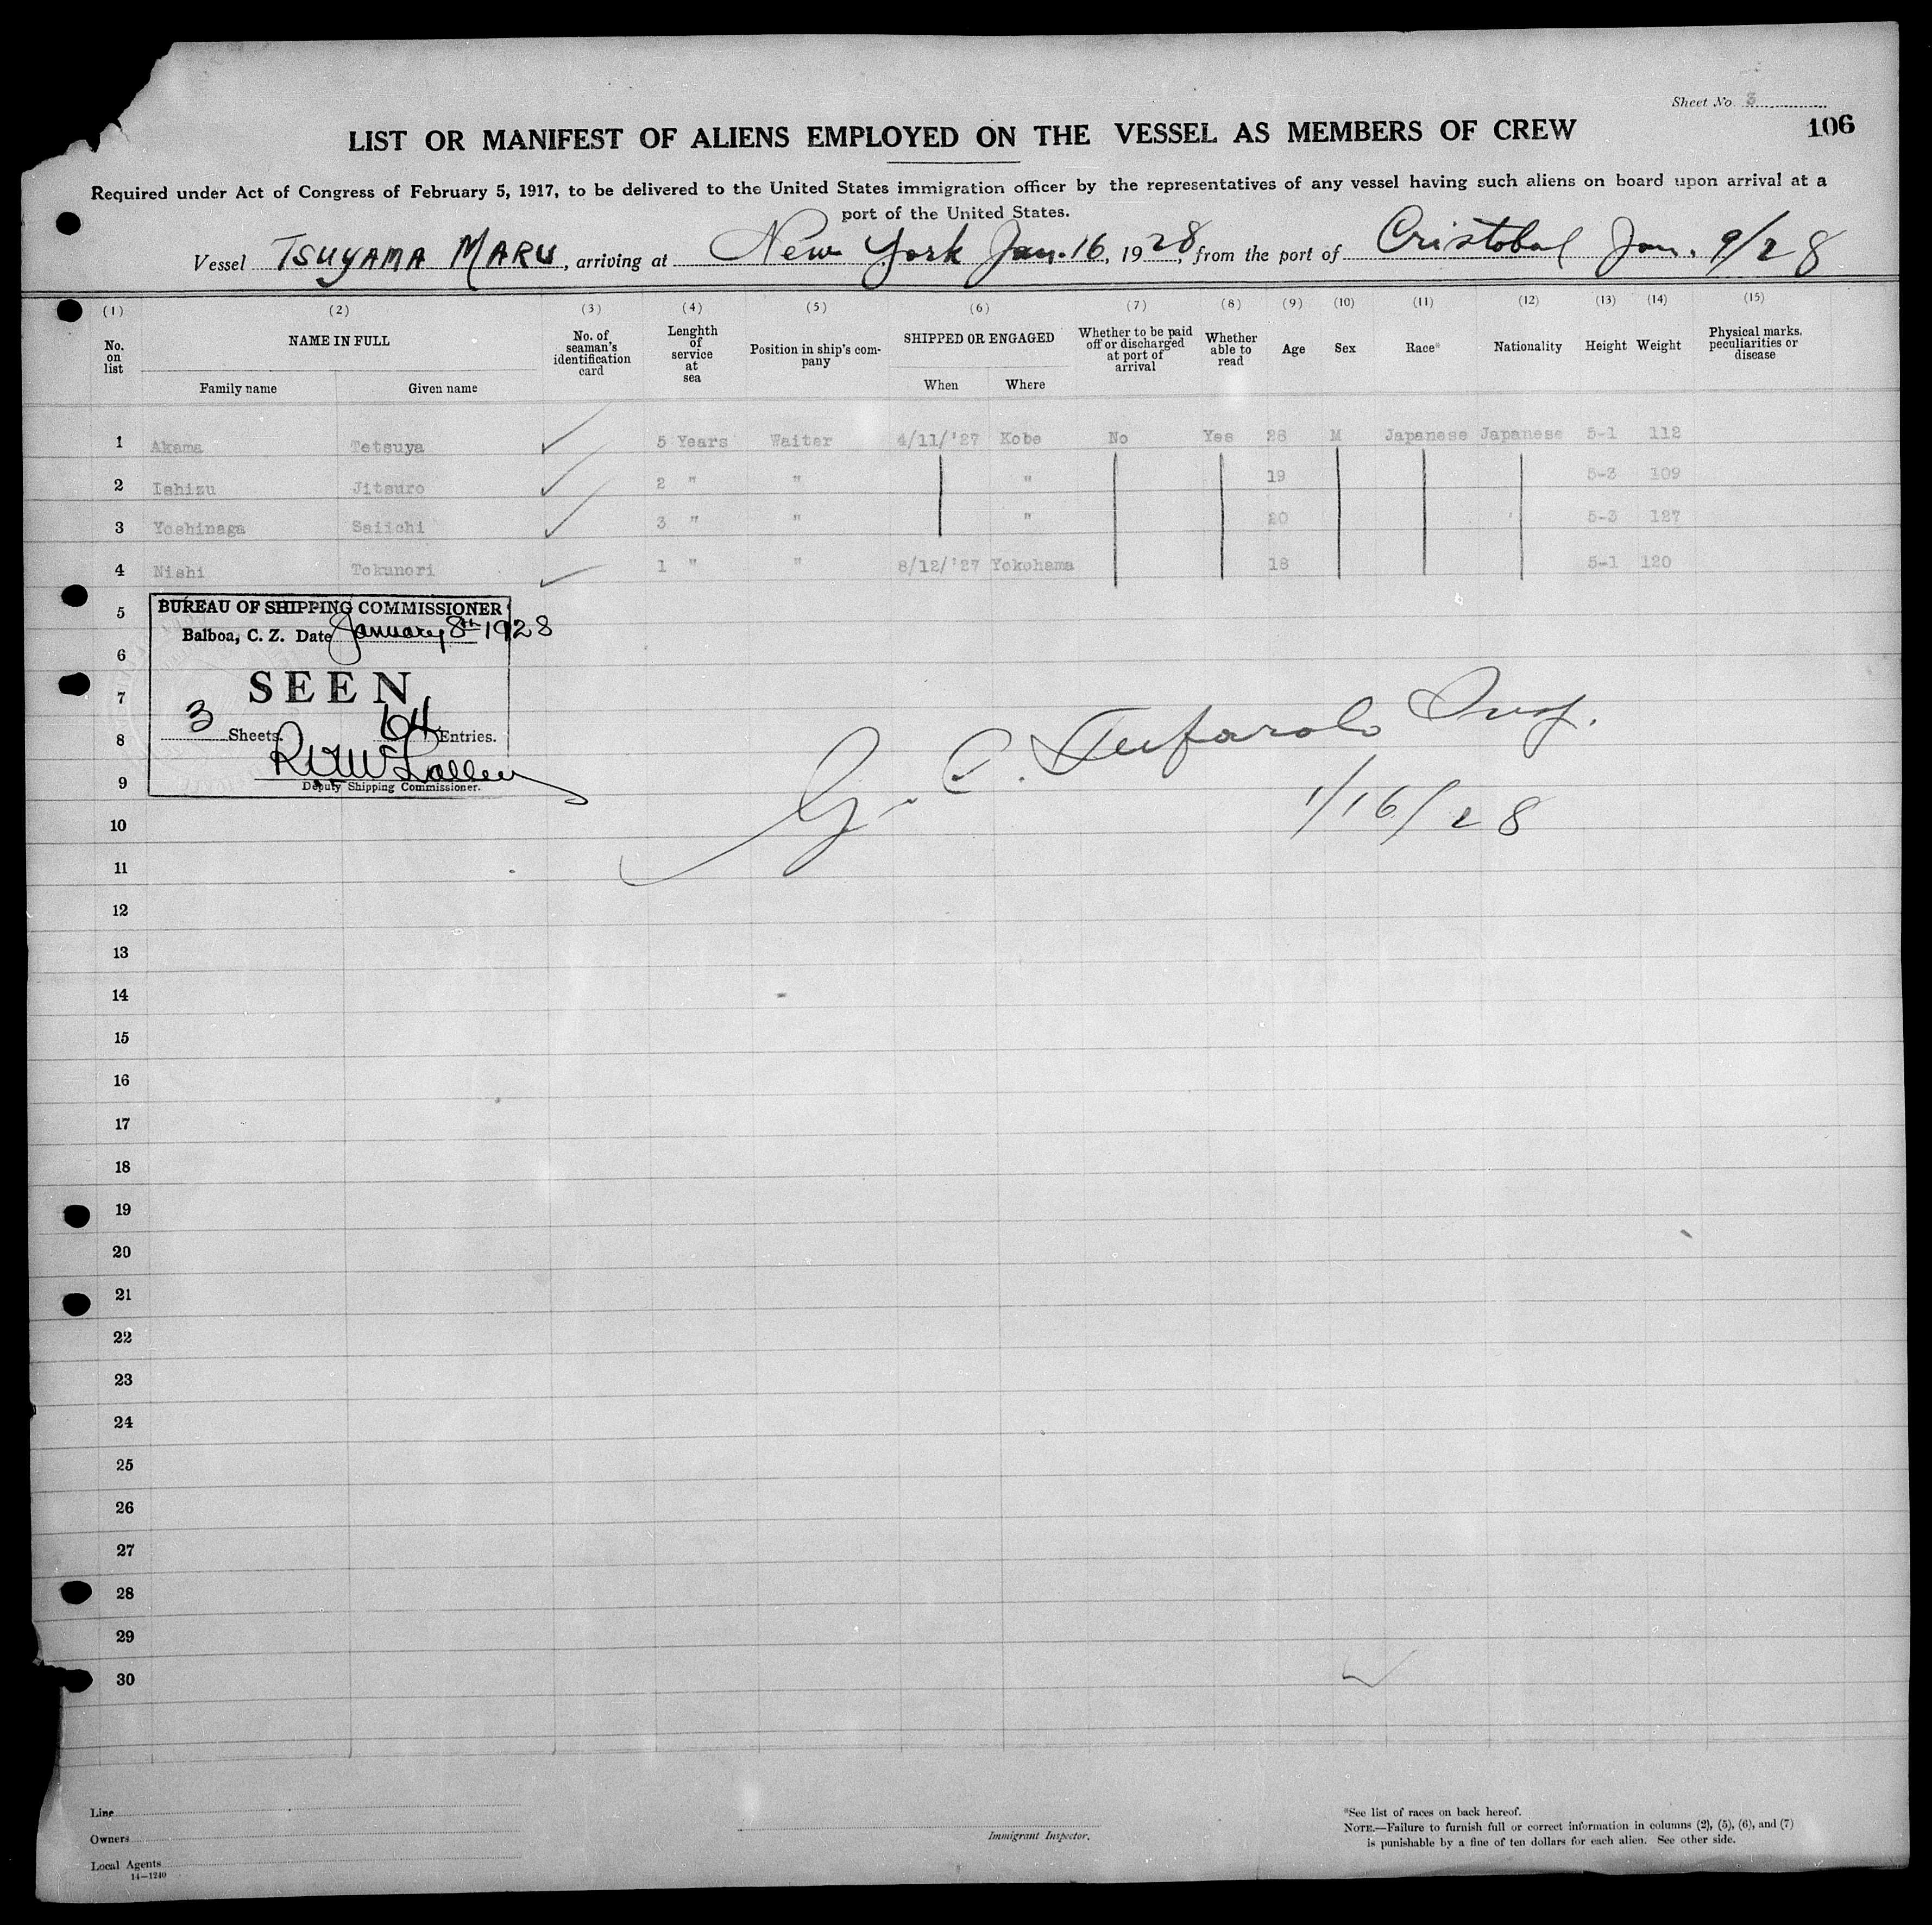 Sheet No. 3
106
LIST OR MANIFEST OF ALIENS EMPLOYED ON THE VESSEL AS MEMBERS OF CREW
Required under Act of Congress of February 5, 1917, to be delivered to the United States immigration officer by the representatives of any vessel having such aliens on board upon arrival at a
port of the United States.
Vessel TSUYAMA MARU, arriving at New York Jan. 16, 1928, from the port of Cristobal Jan. 9/28
(1) (2) (3) (4) (5) (6) (7) (8) (9) (10) (11) (12) (13) (14) (15)
No. on list NAME IN FULL No. of seaman's identification card Lenghth of service at sea Position in ship's com-pany SHIPPED OR ENGAGED Whether to be paid off or discharged at port of arrival Whether able to read Age Sex Race* Nationality Height Weight Physical marks, peculiarities or disease
Family name Given name When Where
1 Akama Tetsuya 5 Years Waiter 4/11/'27 Kobe No Yes 28 M Japanese Japanese 5-1 112
2 Ishizu Jitsuro 2 " " " 19 5-3 109
3 Yoshinaga Saiichi 3 " " " 20 5-3 127
4 Nishi Tokunori 1 " " 8/12/'27 Yokohama 18 5-1 120
5
BUREAU OF SHIPPING COMMISSIONER
Balboa, C. Z. Date January 8th 1928
6
SEEN
7
3 Sheets. 64 Entries.
8
Deputy Shipping Commissioner.
9
G. C. Tufarolo Insp.
1/16/28
10
11
12
13
14
15
16
17
18
19
20
21
22
23
24
25
26
27
28
29
30
Line
Owners
Local Agents
14—1240
Immigrant Inspector.
*See list of races on back hereof.
NOTE.—Failure to furnish full or correct information in columns (2), (5), (6), and (7)
is punishable by a fine of ten dollars for each alien. See other side.